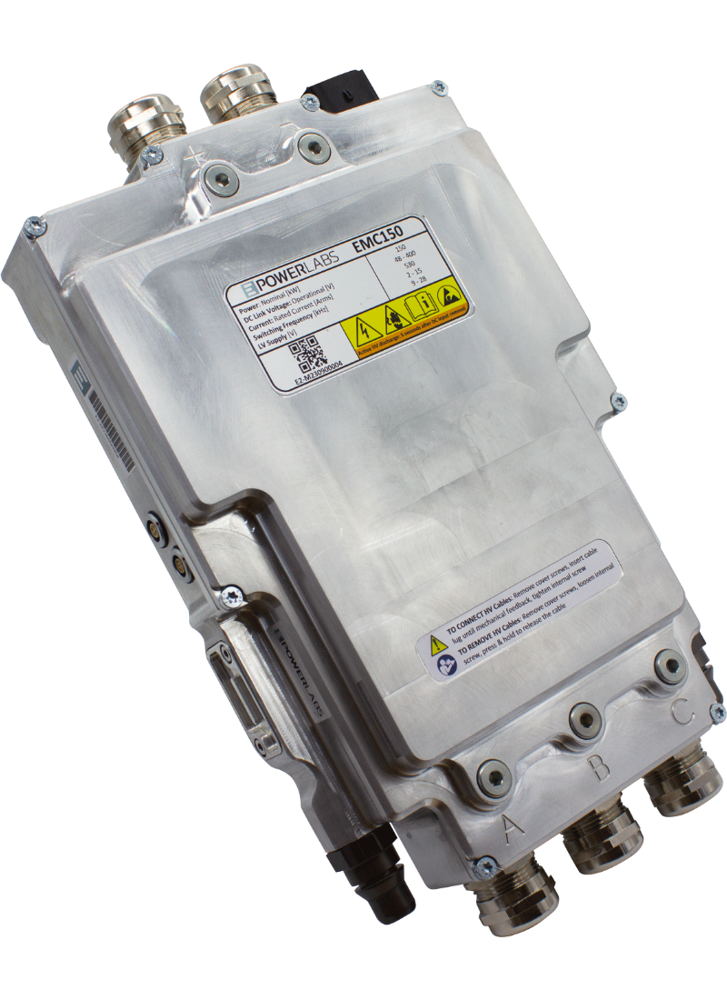 + −
POWERLABS EMC150
Power: Nominal [kW] 150
DC Link Voltage: Operational [V] 48 - 400
Current: Rated Current [Arms] 530
Switching Frequency [kHz] 2 - 15
LV Supply [V] 9 - 28
Active HV discharge: 5 seconds after DC input removal
E2-M230900004
POWERLABS
TO CONNECT HV Cables: Remove cover screws, insert cable
lug until mechanical feedback, tighten internal screw
TO REMOVE HV Cables: Remove cover screws, loosen internal
screw, press & hold to release the cable
A B C